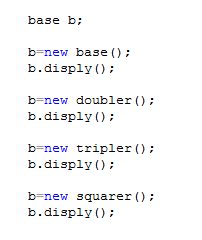 base b;
b=new base();
b.disply();
b=new doubler();
b.disply();
b=new tripler();
b.disply();
b=new squarer();
b.disply();